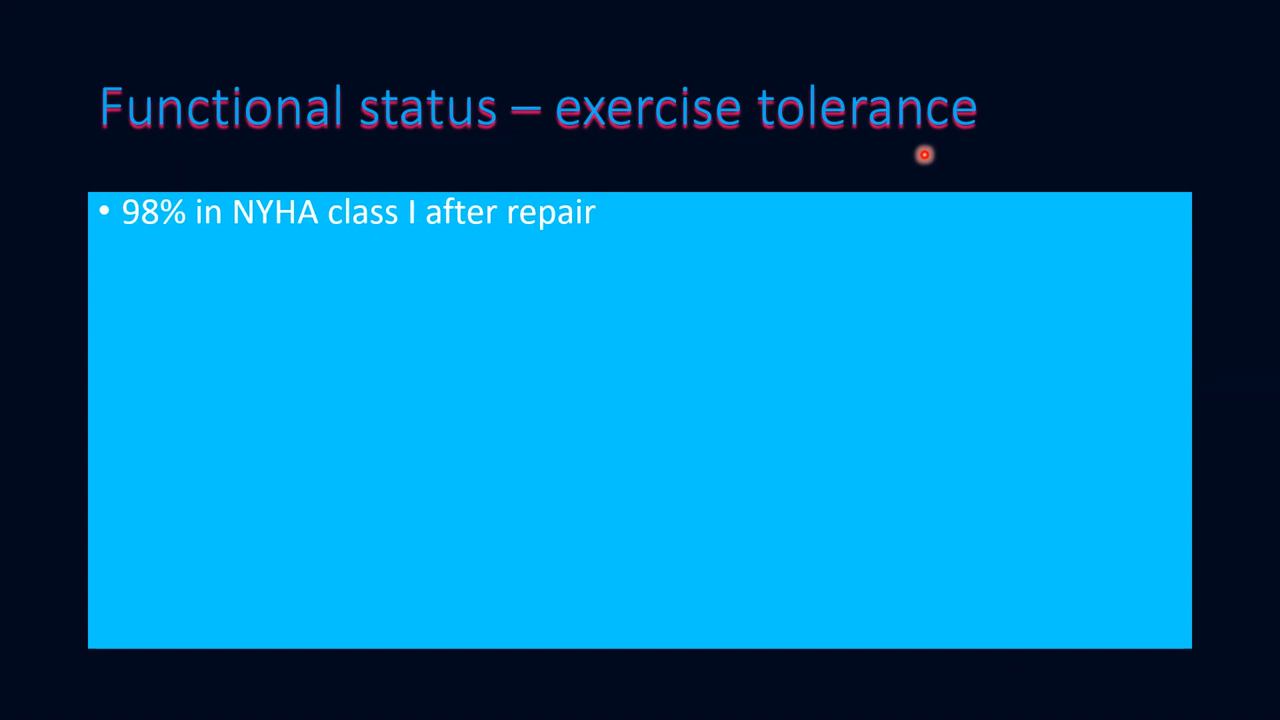 Functional status – exercise tolerance
• 98% in NYHA class I after repair